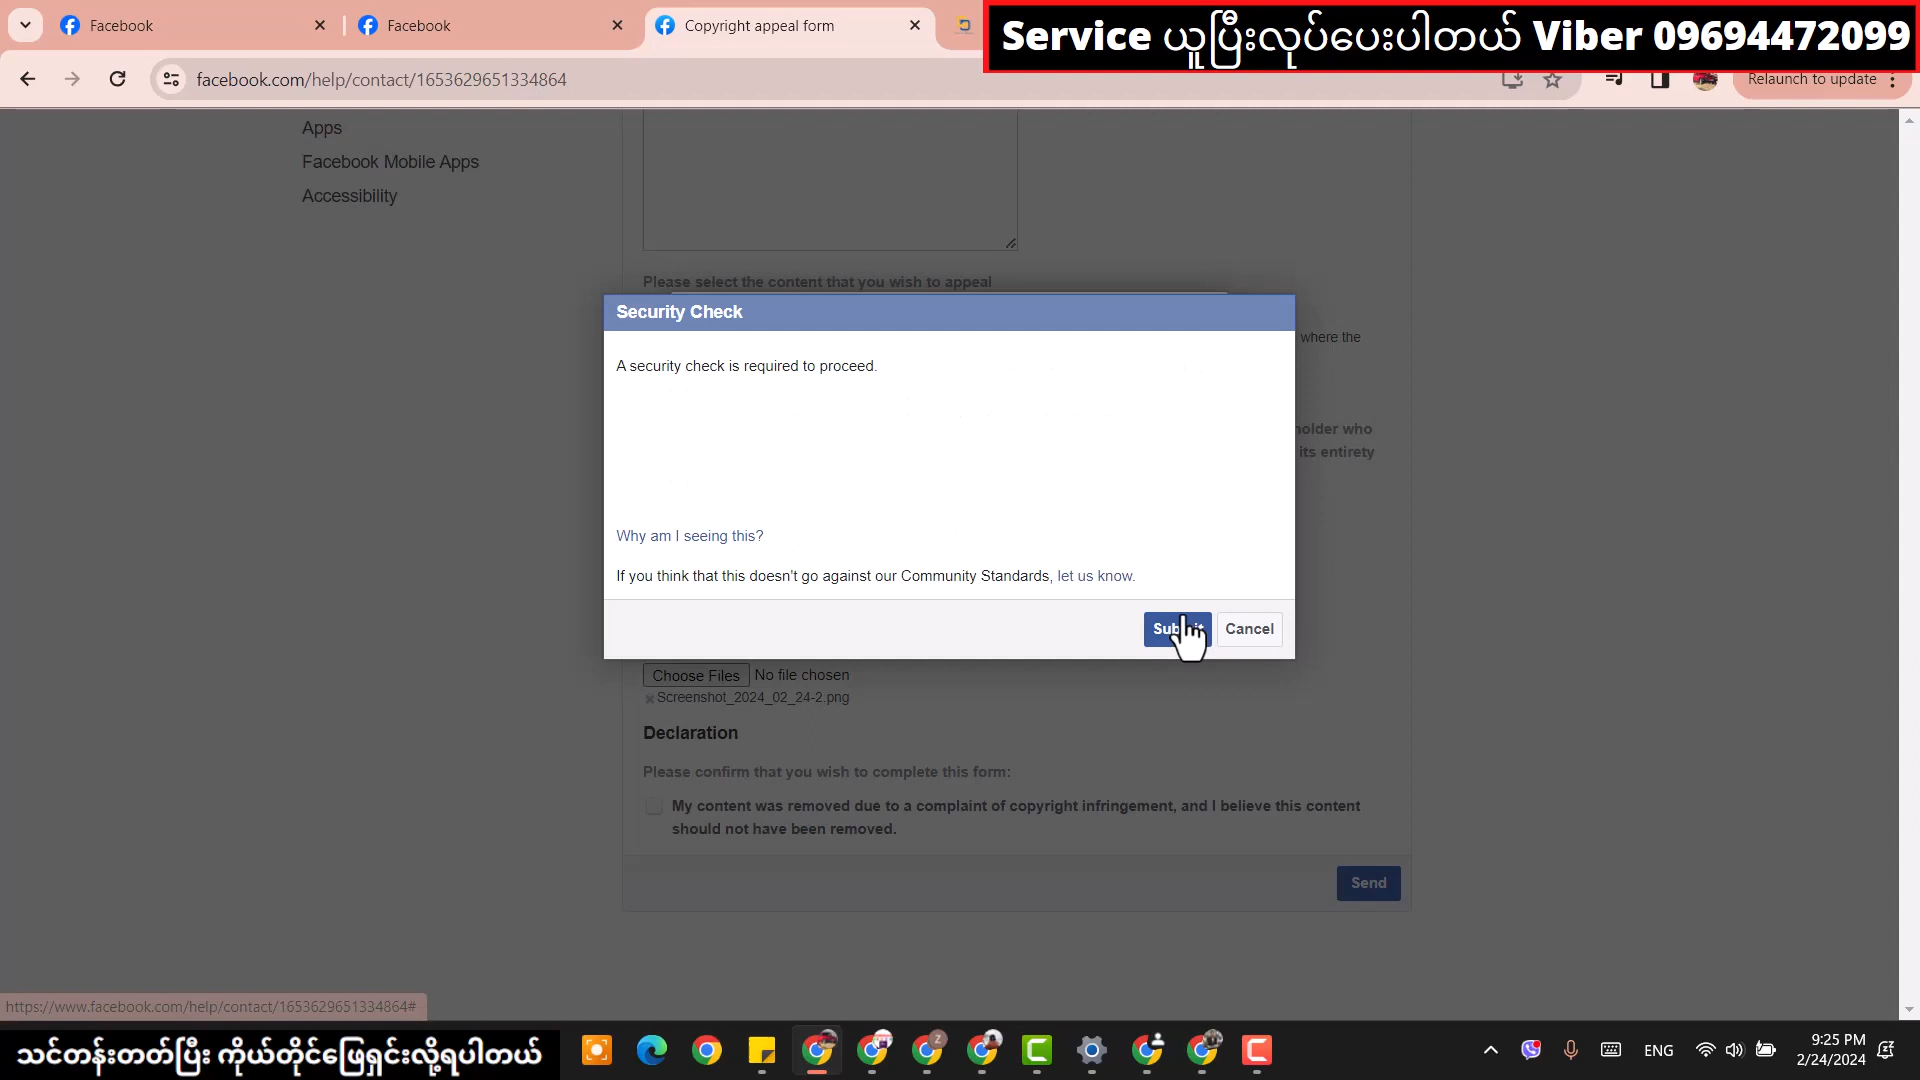 Facebook
Facebook
Copyright appeal form
Service ယူပြီးလုပ်ပေးပါတယ် Viber 09694472099
facebook.com/help/contact/1653629651334864
Relaunch to update
Apps
Facebook Mobile Apps
Accessibility
Please select the content that you wish to appeal
Security Check
where the
A security check is required to proceed.
holder who
its entirety
Why am I seeing this?
If you think that this doesn't go against our Community Standards, let us know.
Submit Cancel
Choose Files No file chosen
Screenshot_2024_02_24-2.png
Declaration
Please confirm that you wish to complete this form:
My content was removed due to a complaint of copyright infringement, and I believe this content
should not have been removed.
Send
https://www.facebook.com/help/contact/1653629651334864#
သင်တန်းတတ်ပြီး ကိုယ်တိုင်ဖြေရှင်းလို့ရပါတယ်
Z
ENG
9:25 PM
2/24/2024